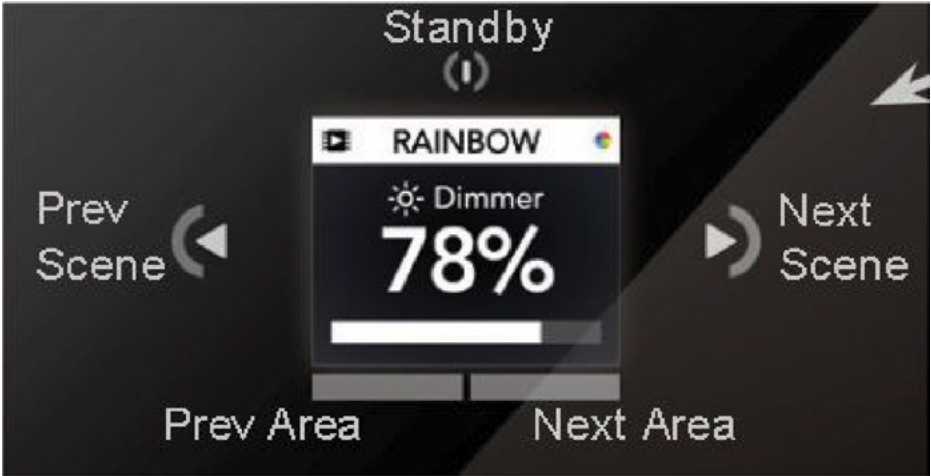 Standby
RAINBOW
Dimmer
78%
Prev
Scene
Next
Scene
Prev Area
Next Area